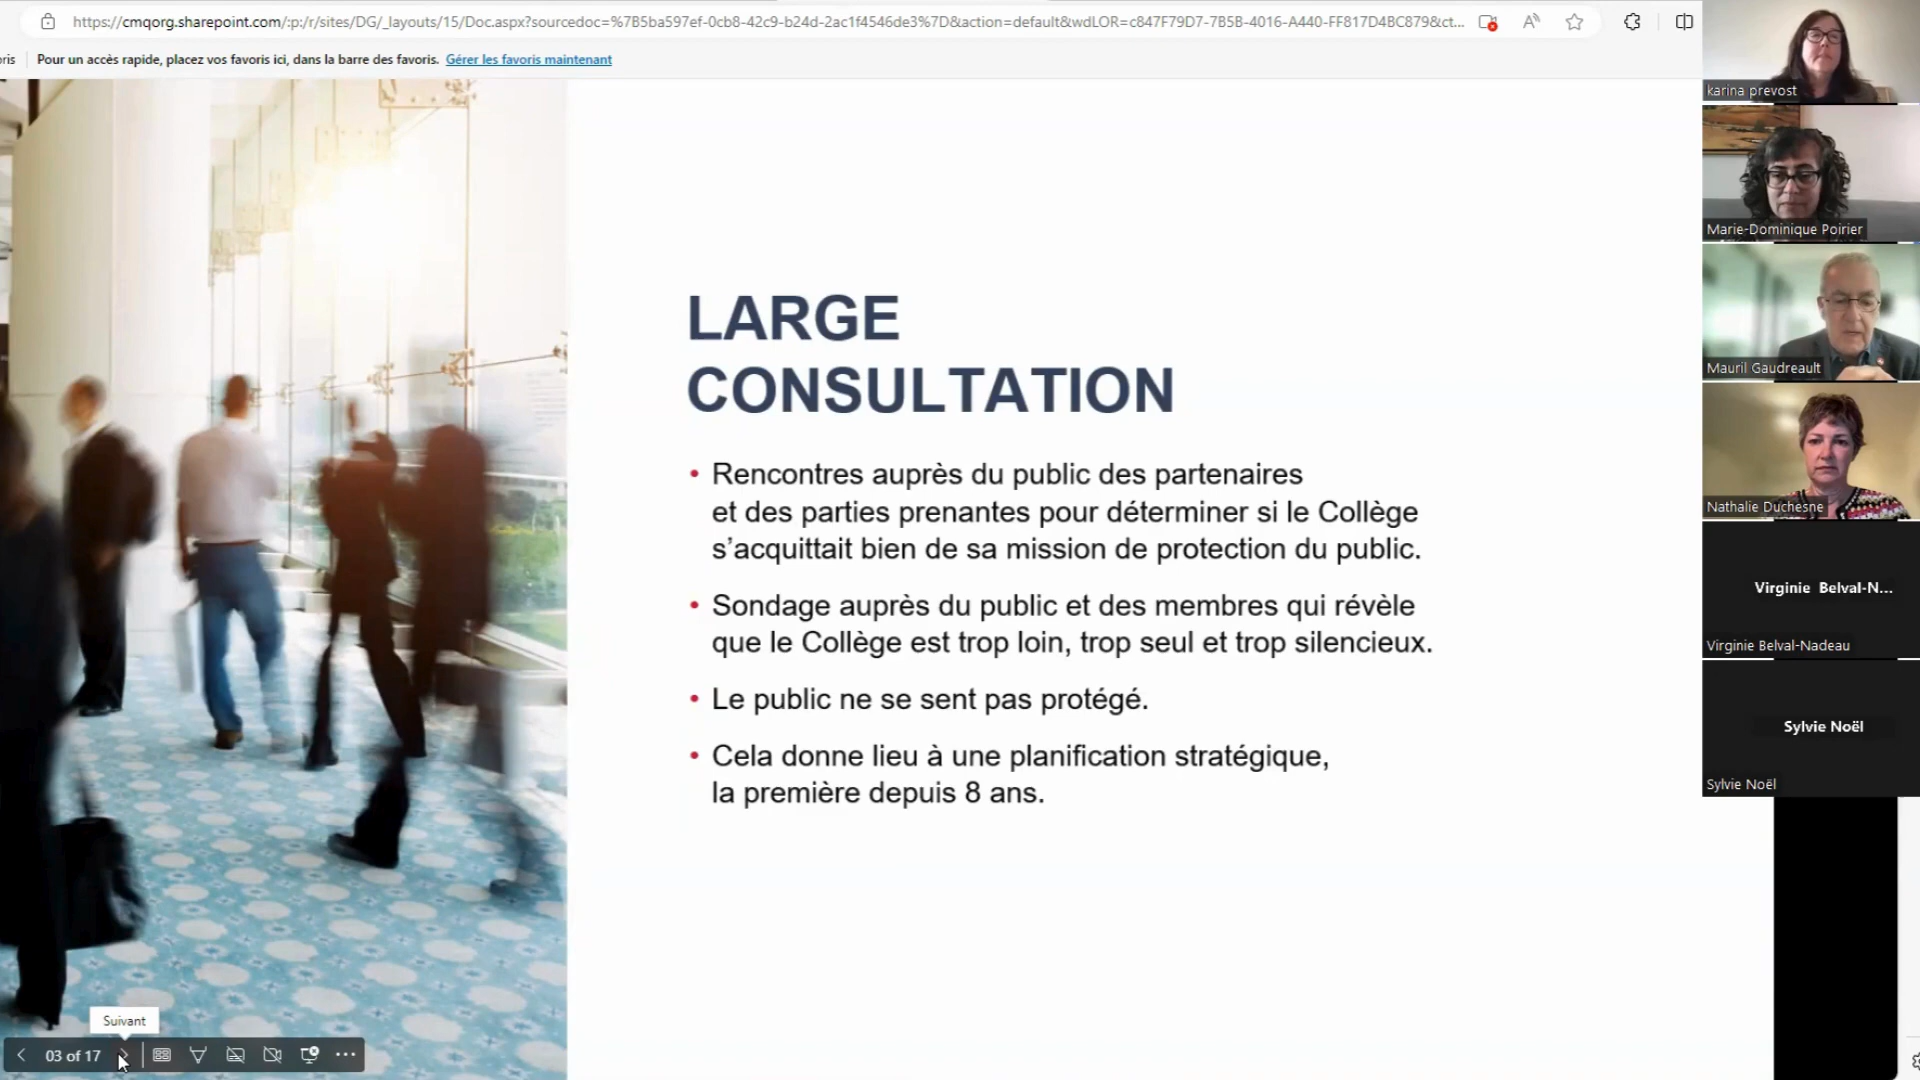 https://cmqorg.sharepoint.com/:p:/r/sites/DG/_layouts/15/Doc.aspx?sourcedoc=%7B5ba597ef-0cb8-42c9-b24d-2ac1f4546de3%7D&action=default&wdLOR=c847F79D7-7B5B-4016-A440-FF817D4BC879&ct...
ris Pour un accès rapide, placez vos favoris ici, dans la barre des favoris. Gérer les favoris maintenant
karina prevost
Marie-Dominique Poirier
Mauril Gaudreault
Nathalie Duchesne
Virginie Belval-N...
Virginie Belval-Nadeau
Sylvie Noël
Sylvie Noël
LARGE
CONSULTATION
• Rencontres auprès du public des partenaires
et des parties prenantes pour déterminer si le Collège
s'acquittait bien de sa mission de protection du public.
• Sondage auprès du public et des membres qui révèle
que le Collège est trop loin, trop seul et trop silencieux.
• Le public ne se sent pas protégé.
• Cela donne lieu à une planification stratégique,
la première depuis 8 ans.
Suivant
03 of 17